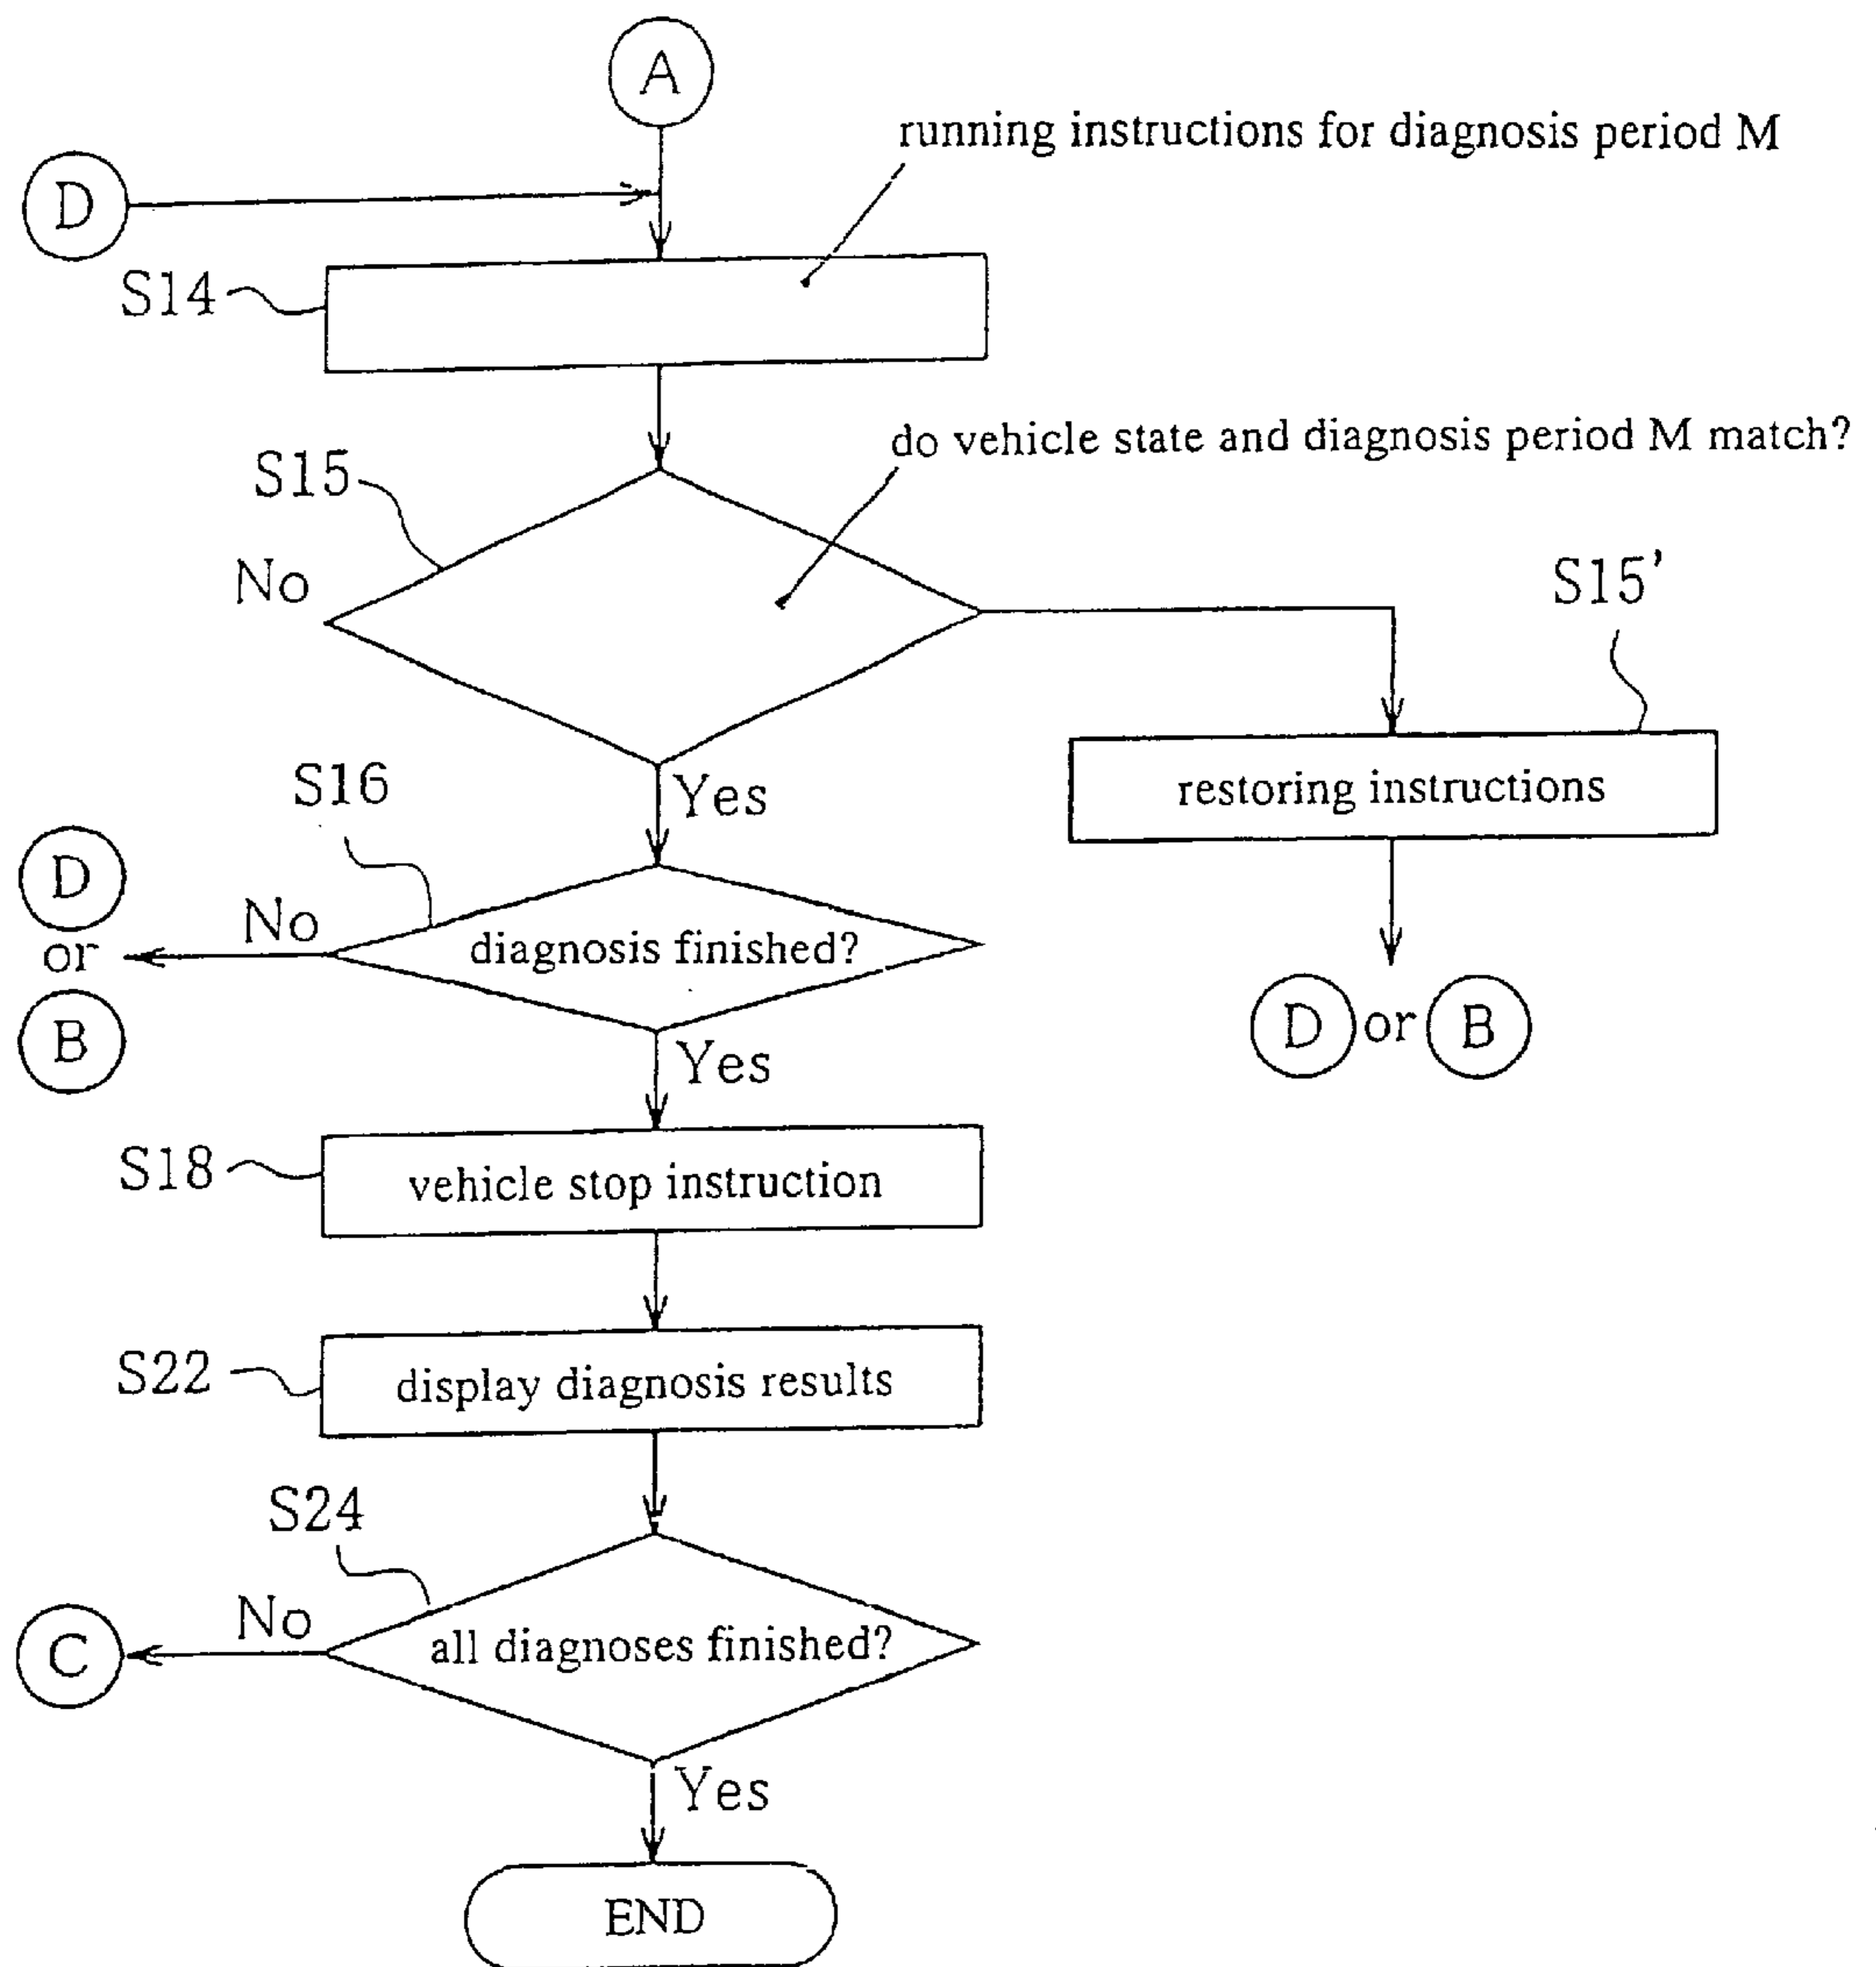 A
running instructions for diagnosis period M
D
S14
do vehicle state and diagnosis period M match?
S15
No
S15’
restoring instructions
S16
Yes
D
or
B
No
diagnosis finished?
D or B
Yes
S18
vehicle stop instruction
S22
display diagnosis results
S24
No
C
all diagnoses finished?
Yes
END